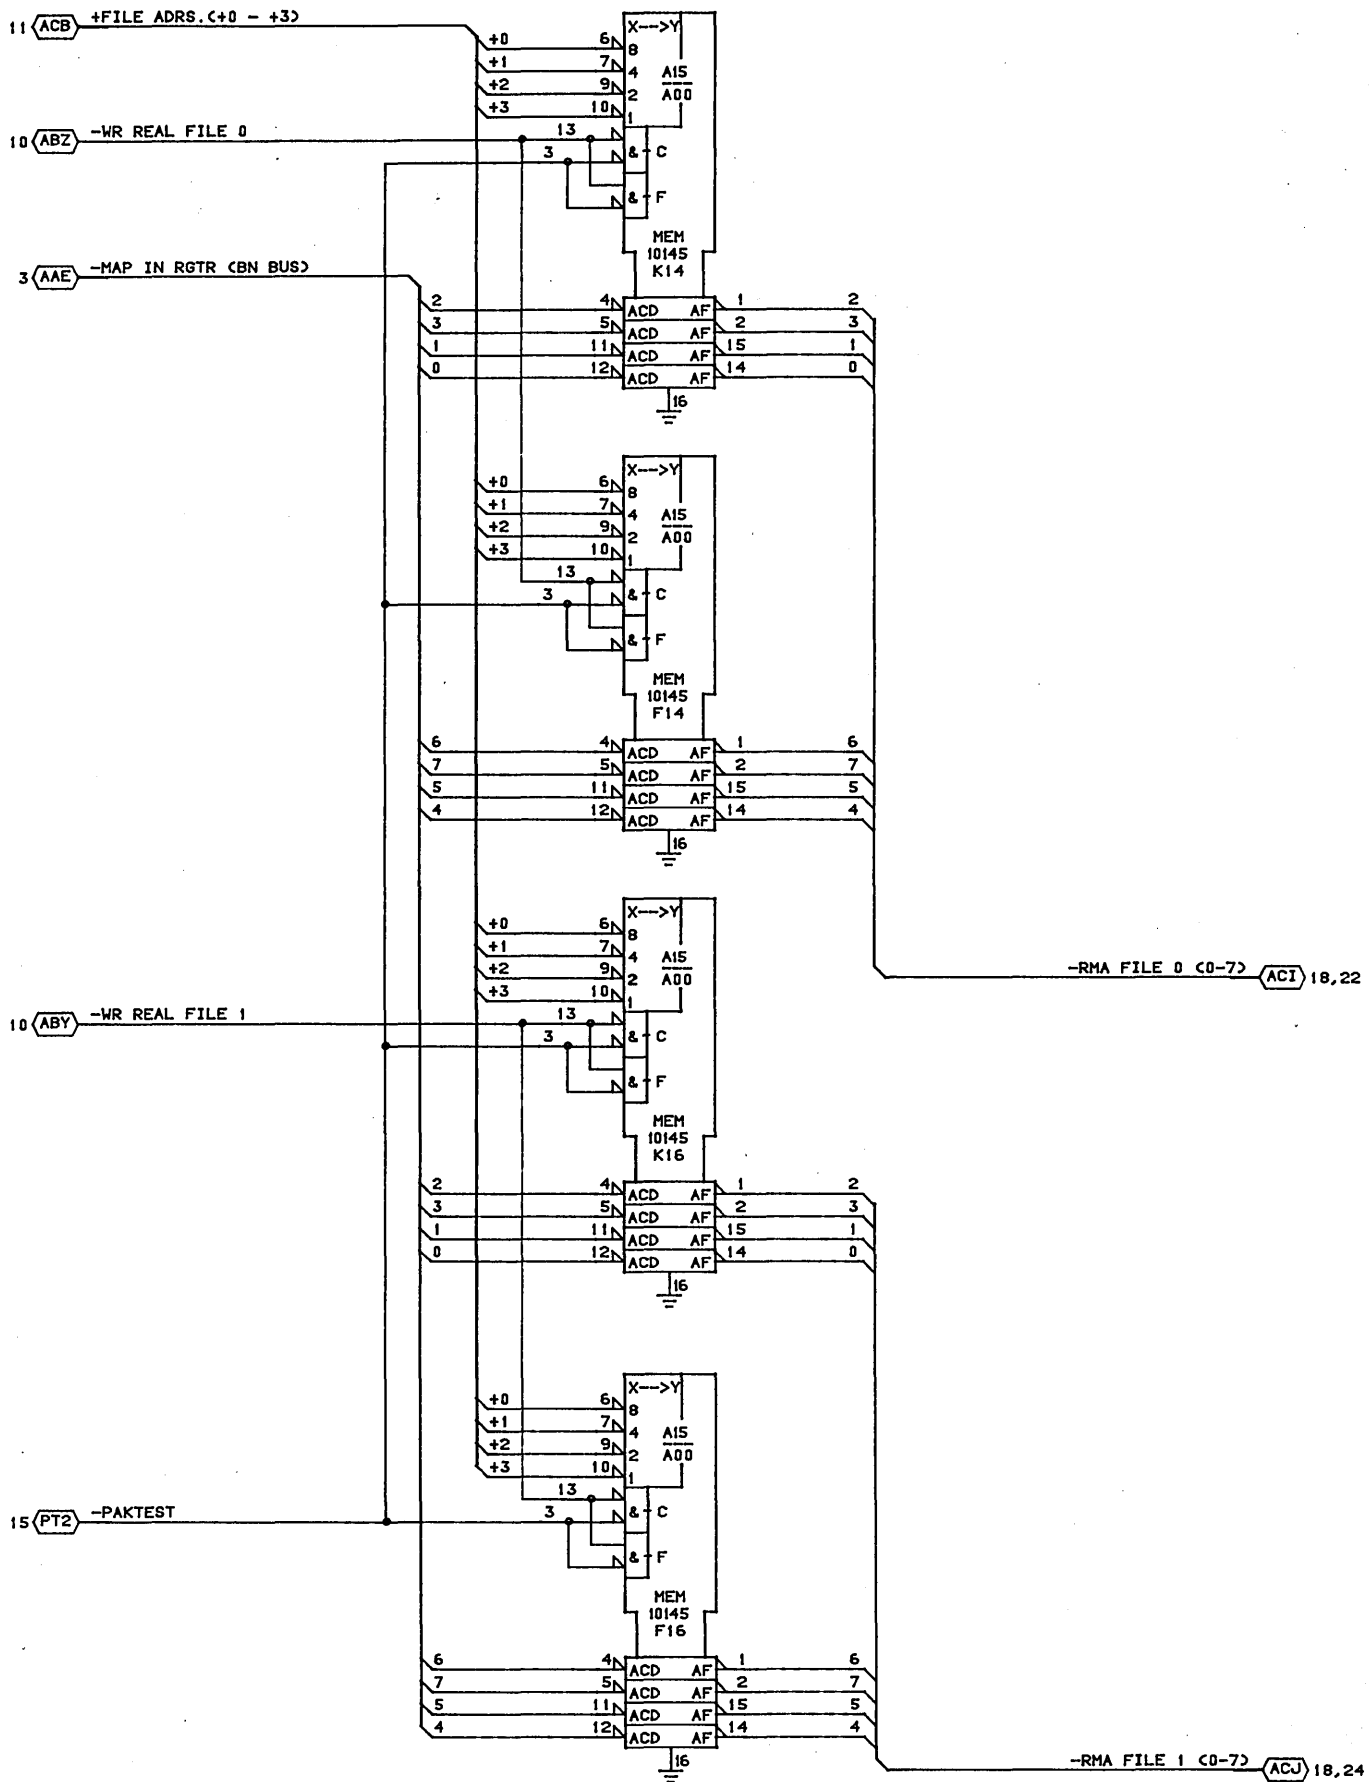 11 ACB +FILE ADRS.(+0 - +3)
X--->Y
+0 6 8
+1 7 4
A15
A00
+2 9 2
+3 10 1
10 ABZ -WR REAL FILE 0
13
& C
3
& F
MEM
10145
K14
3 AAE -MAP IN RGTR (BN BUS)
2 4 ACD AF 1 2
3 5 ACD AF 2 3
1 11 ACD AF 15 1
0 12 ACD AF 14 0
16
X--->Y
+0 6 8
+1 7 4
A15
A00
+2 9 2
+3 10 1
13
& C
3
& F
MEM
10145
F14
6 4 ACD AF 1 6
7 5 ACD AF 2 7
5 11 ACD AF 15 5
4 12 ACD AF 14 4
16
X--->Y
+0 6 8
+1 7 4
A15
A00
+2 9 2
+3 10 1
-RMA FILE 0 (0-7) ACI 18,22
10 ABY -WR REAL FILE 1
13
& C
3
& F
MEM
10145
K16
2 4 ACD AF 1 2
3 5 ACD AF 2 3
1 11 ACD AF 15 1
0 12 ACD AF 14 0
16
X--->Y
+0 6 8
+1 7 4
A15
A00
+2 9 2
+3 10 1
13
& C
3
15 PT2 -PAKTEST
& F
MEM
10145
F16
6 4 ACD AF 1 6
7 5 ACD AF 2 7
5 11 ACD AF 15 5
4 12 ACD AF 14 4
16
-RMA FILE 1 (0-7) ACJ 18,24